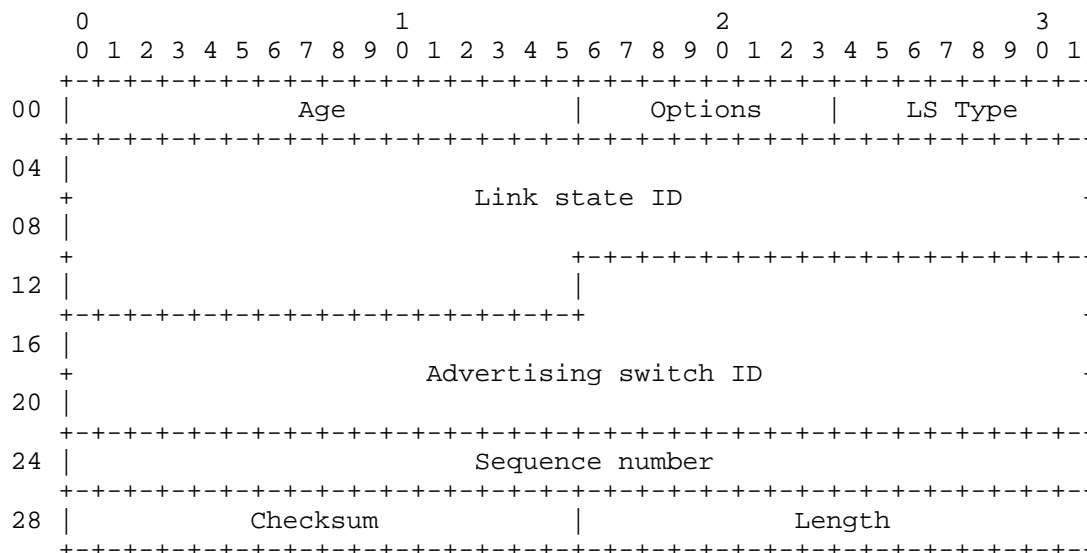 0                   1                   2                   3
0 1 2 3 4 5 6 7 8 9 0 1 2 3 4 5 6 7 8 9 0 1 2 3 4 5 6 7 8 9 0 1
+-+-+-+-+-+-+-+-+-+-+-+-+-+-+-+-+-+-+-+-+-+-+-+-+-+-+-+-+-+-+-+--
00 |              Age              |    Options    |    LS Type
+-+-+-+-+-+-+-+-+-+-+-+-+-+-+-+-+-+-+-+-+-+-+-+-+-+-+-+-+-+-+-+--
04 |
+                         Link state ID                         -
08 |
+                               +-+-+-+-+-+-+-+-+-+-+-+-+-+-+-+--
12 |                               |
+-+-+-+-+-+-+-+-+-+-+-+-+-+-+-+-+                               -
16 |
+                      Advertising switch ID                    -
20 |
+-+-+-+-+-+-+-+-+-+-+-+-+-+-+-+-+-+-+-+-+-+-+-+-+-+-+-+-+-+-+-+--
24 |                         Sequence number
+-+-+-+-+-+-+-+-+-+-+-+-+-+-+-+-+-+-+-+-+-+-+-+-+-+-+-+-+-+-+-+--
28 |           Checksum            |             Length
+-+-+-+-+-+-+-+-+-+-+-+-+-+-+-+-+-+-+-+-+-+-+-+-+-+-+-+-+-+-+-+--